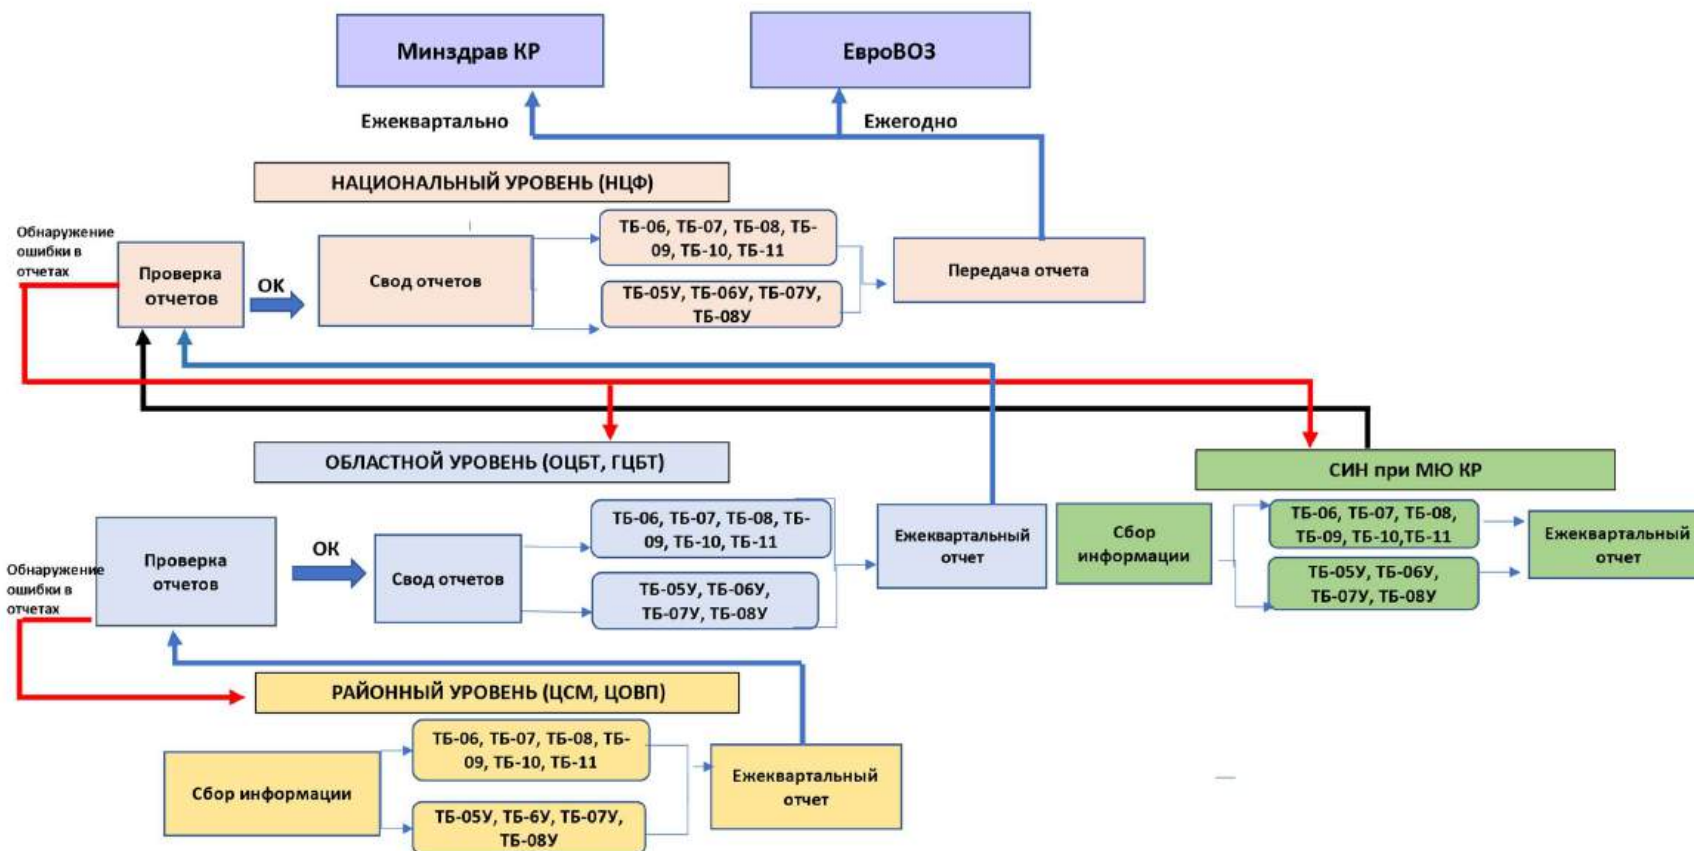 Минздрав КР
ЕвроВОЗ
Ежеквартально
Ежегодно
НАЦИОНАЛЬНЫЙ УРОВЕНЬ (НЦФ)
Обнаружение
ошибки в
отчетах
Проверка
отчетов
ОК
Свод отчетов
ТБ-06, ТБ-07, ТБ-08, ТБ-
09, ТБ-10, ТБ-11
ТБ-05У, ТБ-06У, ТБ-07У,
ТБ-08У
Передача отчета
ОБЛАСТНОЙ УРОВЕНЬ (ОЦБТ, ГЦБТ)
Обнаружение
ошибки в
отчетах
Проверка
отчетов
ОК
Свод отчетов
ТБ-06, ТБ-07, ТБ-08, ТБ-
09, ТБ-10, ТБ-11
ТБ-05У, ТБ-06У,
ТБ-07У, ТБ-08У
Ежеквартальный
отчет
СИН при МЮ КР
Сбор
информации
ТБ-06, ТБ-07, ТБ-08,
ТБ-09, ТБ-10,ТБ-11
ТБ-05У, ТБ-06У,
ТБ-07У, ТБ-08У
Ежеквартальный
отчет
РАЙОННЫЙ УРОВЕНЬ (ЦСМ, ЦОВП)
Сбор информации
ТБ-06, ТБ-07, ТБ-08, ТБ-
09, ТБ-10, ТБ-11
ТБ-05У, ТБ-6У, ТБ-07У,
ТБ-08У
Ежеквартальный
отчет